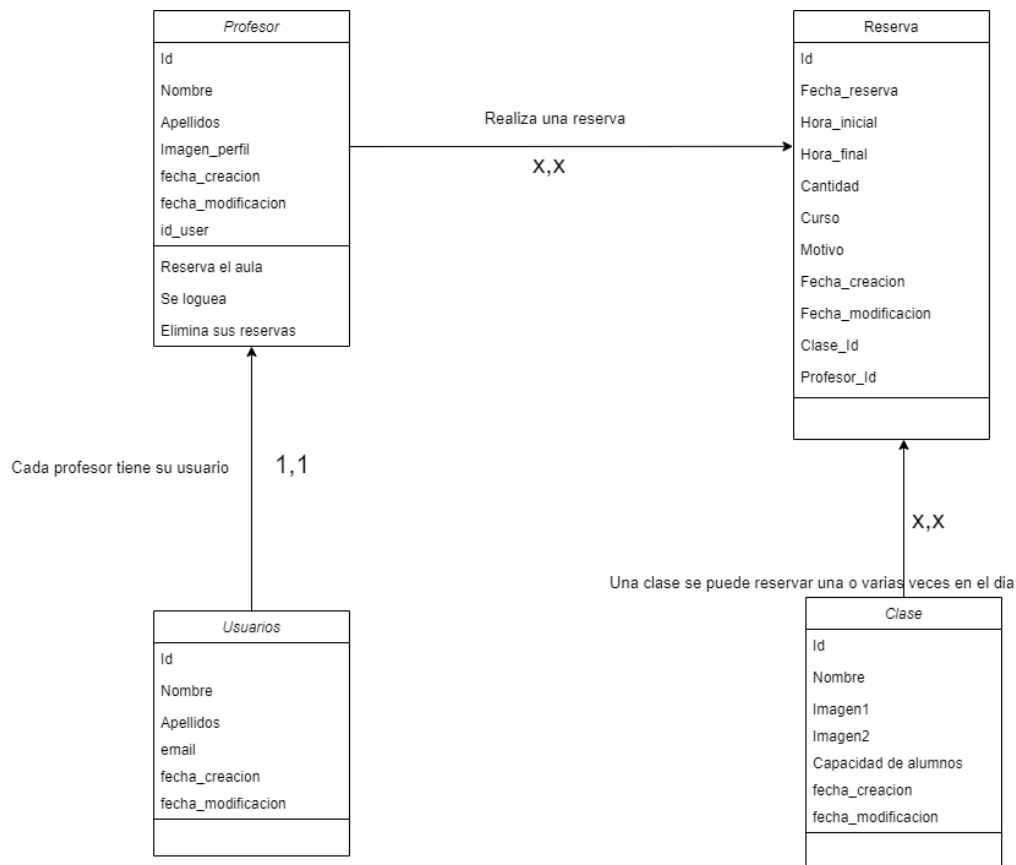 Profesor
Id
Nombre
Apellidos
Imagen_perfil
fecha_creacion
fecha_modificacion
id_user
Reserva el aula
Se loguea
Elimina sus reservas
Realiza una reserva
x,x
Reserva
Id
Fecha_reserva
Hora_inicial
Hora_final
Cantidad
Curso
Motivo
Fecha_creacion
Fecha_modificacion
Clase_Id
Profesor_Id
Cada profesor tiene su usuario
1,1
x,x
Una clase se puede reservar una o varias veces en el dia
Usuarios
Id
Nombre
Apellidos
email
fecha_creacion
fecha_modificacion
Clase
Id
Nombre
Imagen1
Imagen2
Capacidad de alumnos
fecha_creacion
fecha_modificacion